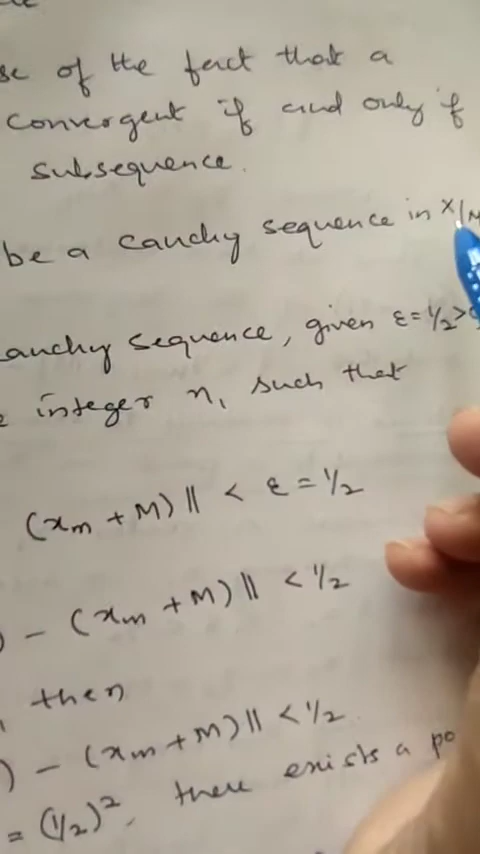 of the fact that a
convergent if and only if
subsequence.
be a cauchy sequence in X/M
auchy sequence, given ε = 1/2 >
integer n, such that
(xm + M) || < ε = 1/2
) - (xm + M) || < 1/2
, then
) - (xm + M) || < 1/2
= (1/2)², there exists a po